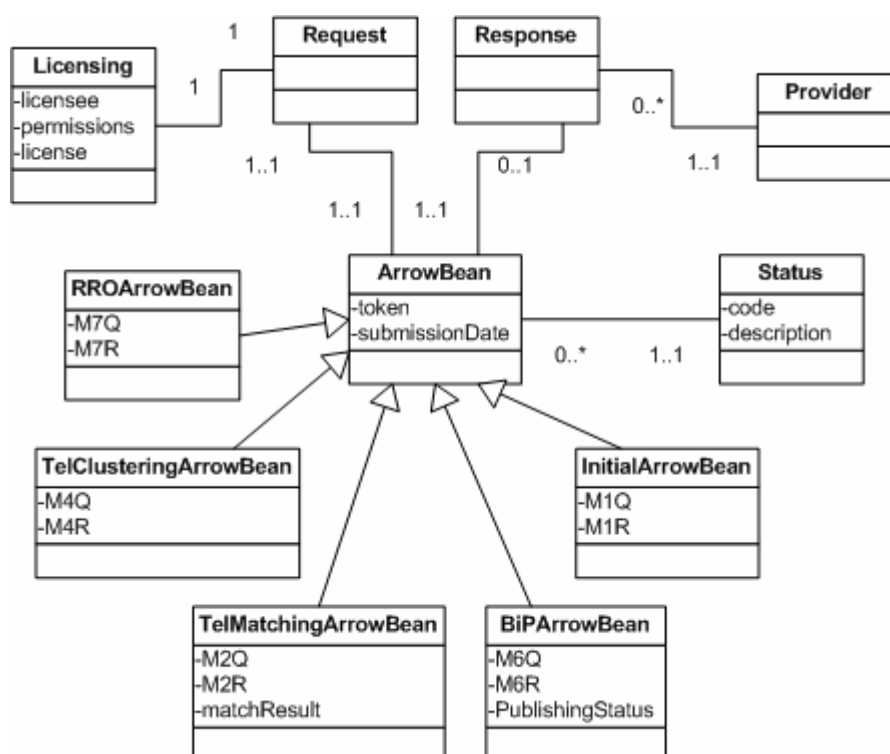 Request
Response
1
Licensing
1
-licensee
-permissions
-license
Provider
0..*
1..1
1..1
0..1
1..1
1..1
ArrowBean
-token
-submissionDate
Status
-code
-description
0..*
1..1
RROArrowBean
-M7Q
-M7R
TelClusteringArrowBean
-M4Q
-M4R
InitialArrowBean
-M1Q
-M1R
TelMatchingArrowBean
-M2Q
-M2R
-matchResult
BiPArrowBean
-M6Q
-M6R
-PublishingStatus